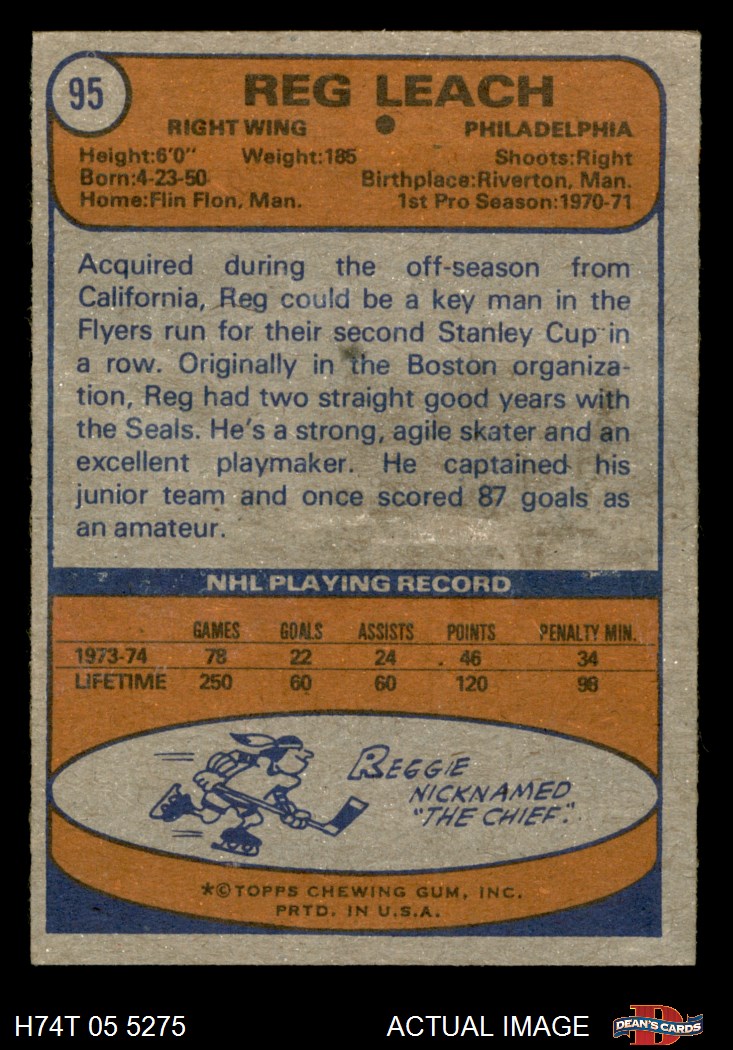 95
REG LEACH
RIGHT WING ● PHILADELPHIA
Height:6'0" Weight:185 Shoots:Right
Born:4-23-50 Birthplace:Riverton, Man.
Home:Flin Flon, Man. 1st Pro Season:1970-71
Acquired during the off-season from
California, Reg could be a key man in the
Flyers run for their second Stanley Cup in
a row. Originally in the Boston organiza-
tion, Reg had two straight good years with
the Seals. He's a strong, agile skater and an
excellent playmaker. He captained his
junior team and once scored 87 goals as
an amateur.
NHL PLAYING RECORD
GAMES GOALS ASSISTS POINTS PENALTY MIN.
1973-74 78 22 24 46 34
LIFETIME 250 60 60 120 98
REGGIE
NICKNAMED
"THE CHIEF."
*©TOPPS CHEWING GUM, INC.
PRTD. IN U.S.A.
H74T 05 5275 ACTUAL IMAGE D DEAN'S CARDS